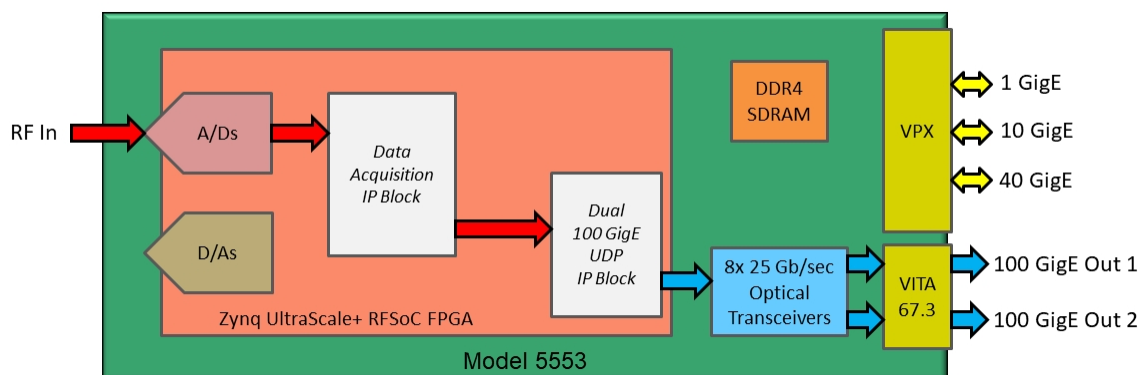 RF In
A/Ds
D/As
Data
Acquisition
IP Block
Dual
100 GigE
UDP
IP Block
Zynq UltraScale+ RFSoC FPGA
DDR4
SDRAM
8x 25 Gb/sec
Optical
Transceivers
VPX
VITA
67.3
1 GigE
10 GigE
40 GigE
100 GigE Out 1
100 GigE Out 2
Model 5553